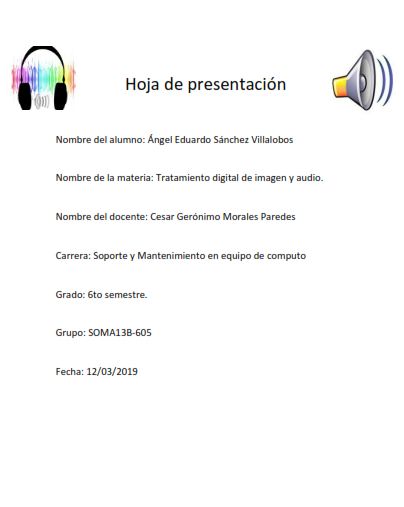 Hoja de presentación
Nombre del alumno: Ángel Eduardo Sánchez Villalobos
Nombre de la materia: Tratamiento digital de imagen y audio.
Nombre del docente: Cesar Gerónimo Morales Paredes
Carrera: Soporte y Mantenimiento en equipo de computo
Grado: 6to semestre.
Grupo: SOMA13B-605
Fecha: 12/03/2019